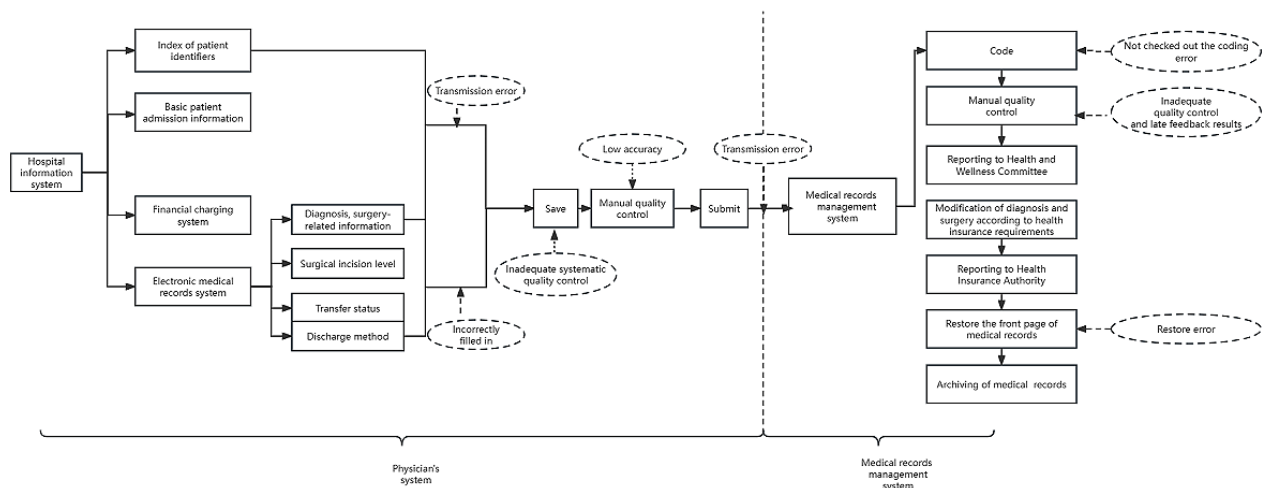 Hospital
information
system
Index of patient
identifiers
Basic patient
admission information
Financial charging
system
Electronic medical
records system
Diagnosis, surgery-
related information
Surgical incision level
Transfer status
Discharge method
Transmission error
Incorrectly
filled in
Save
Inadequate systematic
quality control
Low accuracy
Manual quality
control
Submit
Transmission error
Medical records
management
system
Code
Not checked out the coding
error
Manual quality
control
Inadequate
quality control
and late feedback results
Reporting to Health and
Wellness Committee
Modification of diagnosis and
surgery according to health
insurance requirements
Reporting to Health
Insurance Authority
Restore the front page of
medical records
Restore error
Archiving of medical records
Physician's
system
Medical records
management
system